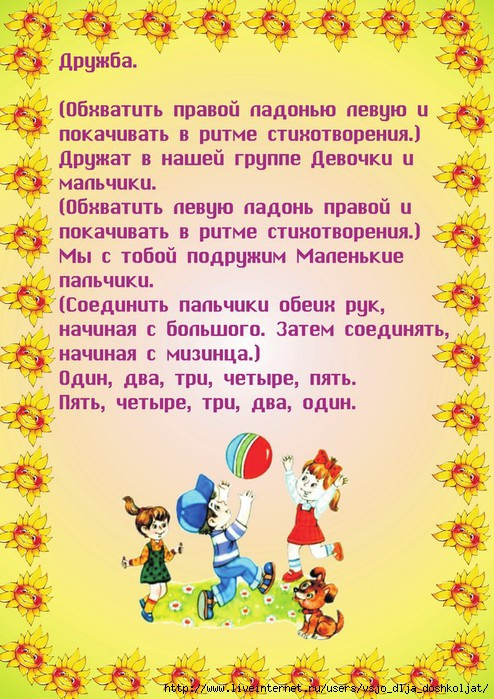 Дружба.
(Обхватить правой ладонью левую и
покачивать в ритме стихотворения.)
Дружат в нашей группе Девочки и
мальчики.
(Обхватить левую ладонь правой и
покачивать в ритме стихотворения.)
Мы с тобой подружим Маленькие
пальчики.
(Соединить пальчики обеих рук,
начиная с большого. Затем соединять,
начиная с мизинца.)
Один, два, три, четыре, пять.
Пять, четыре, три, два, один.
http://www.liveinternet.ru/users/vsjo_dlja_doshkoljat/